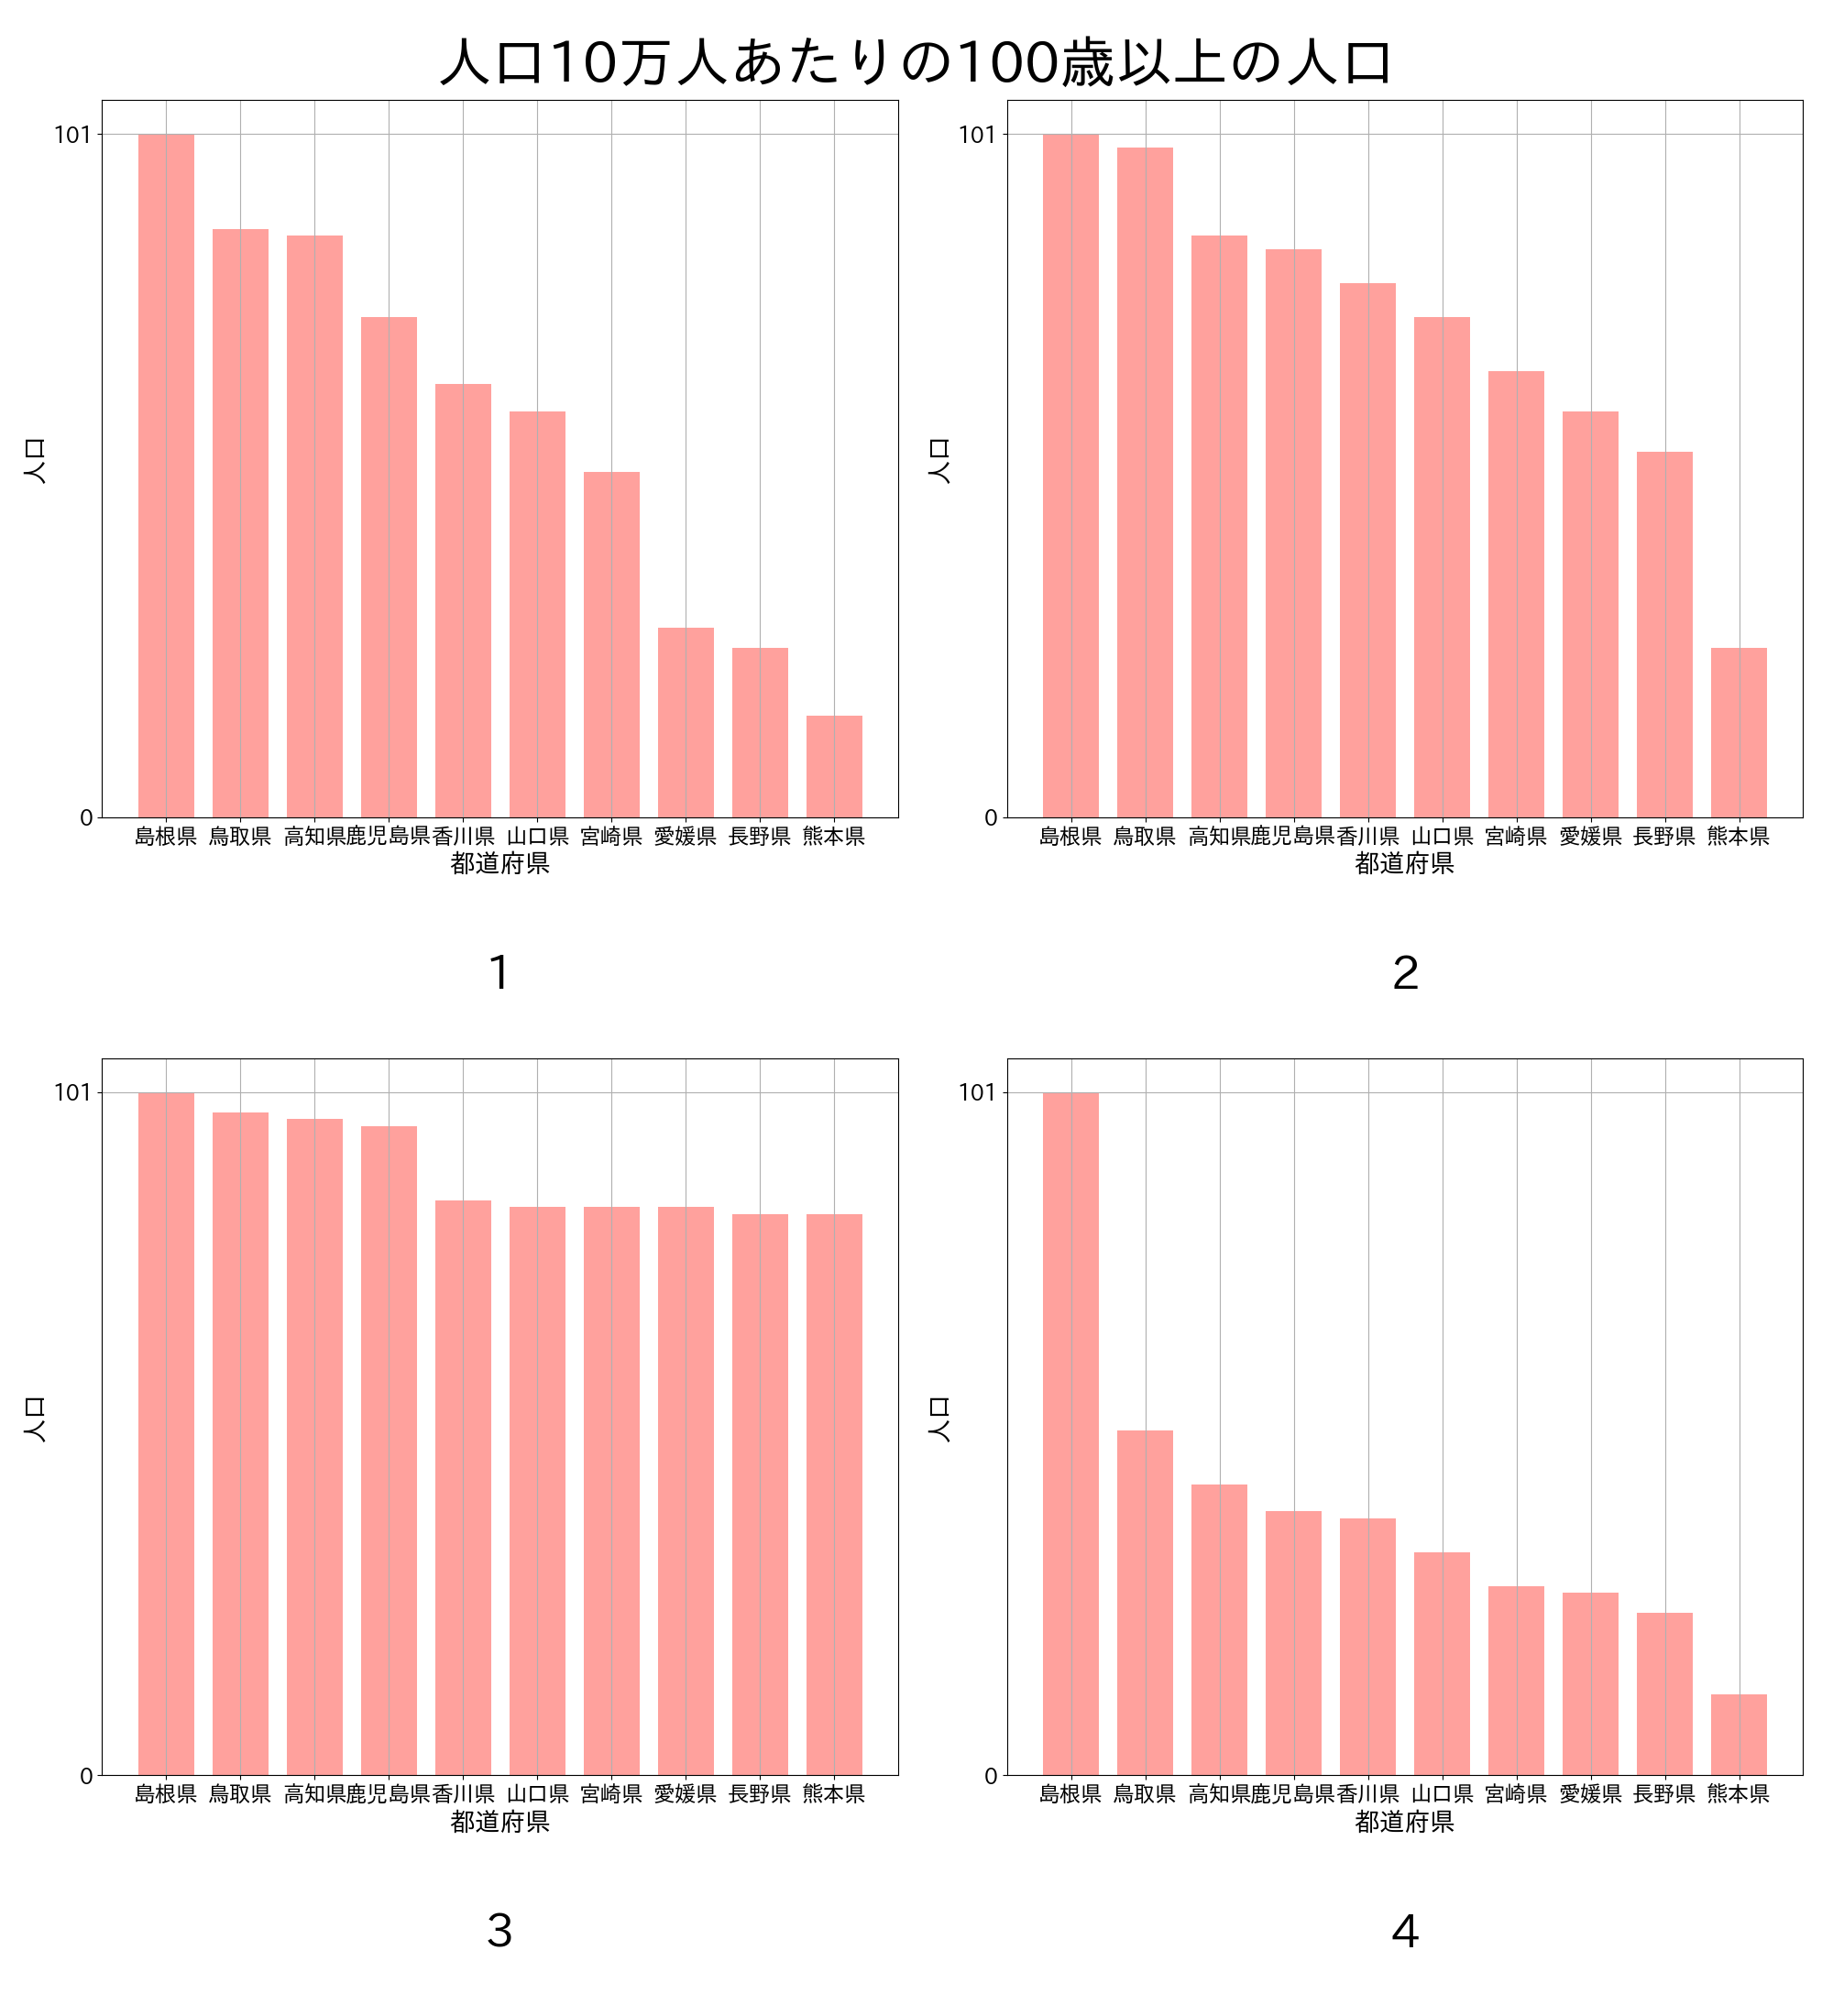 人口10万人あたりの100歳以上の人口
101
0
人口
島根県 鳥取県 高知県 鹿児島県 香川県 山口県 宮崎県 愛媛県 長野県 熊本県
都道府県
1
101
0
人口
島根県 鳥取県 高知県 鹿児島県 香川県 山口県 宮崎県 愛媛県 長野県 熊本県
都道府県
2
101
0
人口
島根県 鳥取県 高知県 鹿児島県 香川県 山口県 宮崎県 愛媛県 長野県 熊本県
都道府県
3
101
0
人口
島根県 鳥取県 高知県 鹿児島県 香川県 山口県 宮崎県 愛媛県 長野県 熊本県
都道府県
4